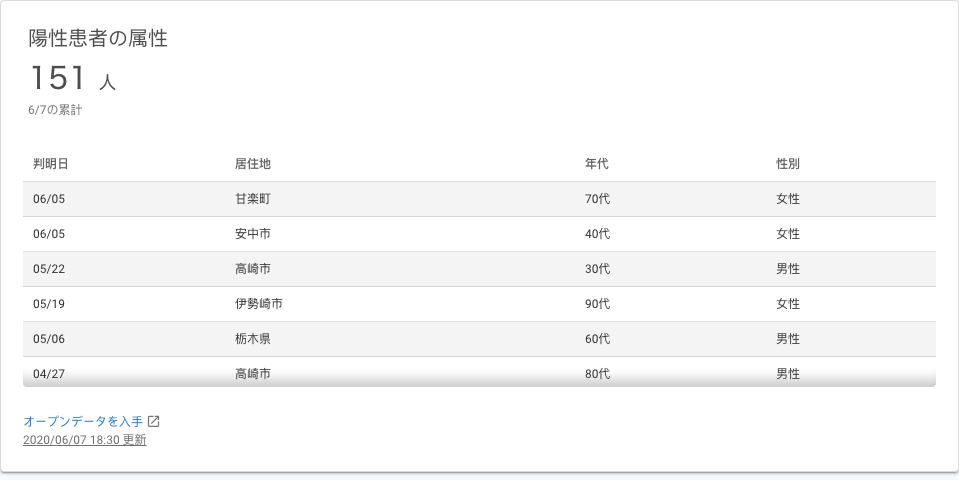 陽性患者の属性
151 人
6/7の累計
判明日 居住地 年代 性別
06/05 甘楽町 70代 女性
06/05 安中市 40代 女性
05/22 高崎市 30代 男性
05/19 伊勢崎市 90代 女性
05/06 栃木県 60代 男性
04/27 高崎市 80代 男性
オープンデータを入手
2020/06/07 18:30 更新